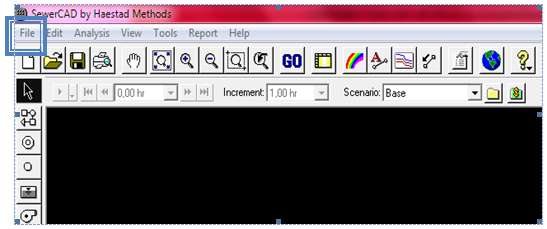 SewerCAD by Haestad Methods
File Edit Analysis View Tools Report Help
GO
0,00 hr Increment: 1,00 hr Scenario: Base